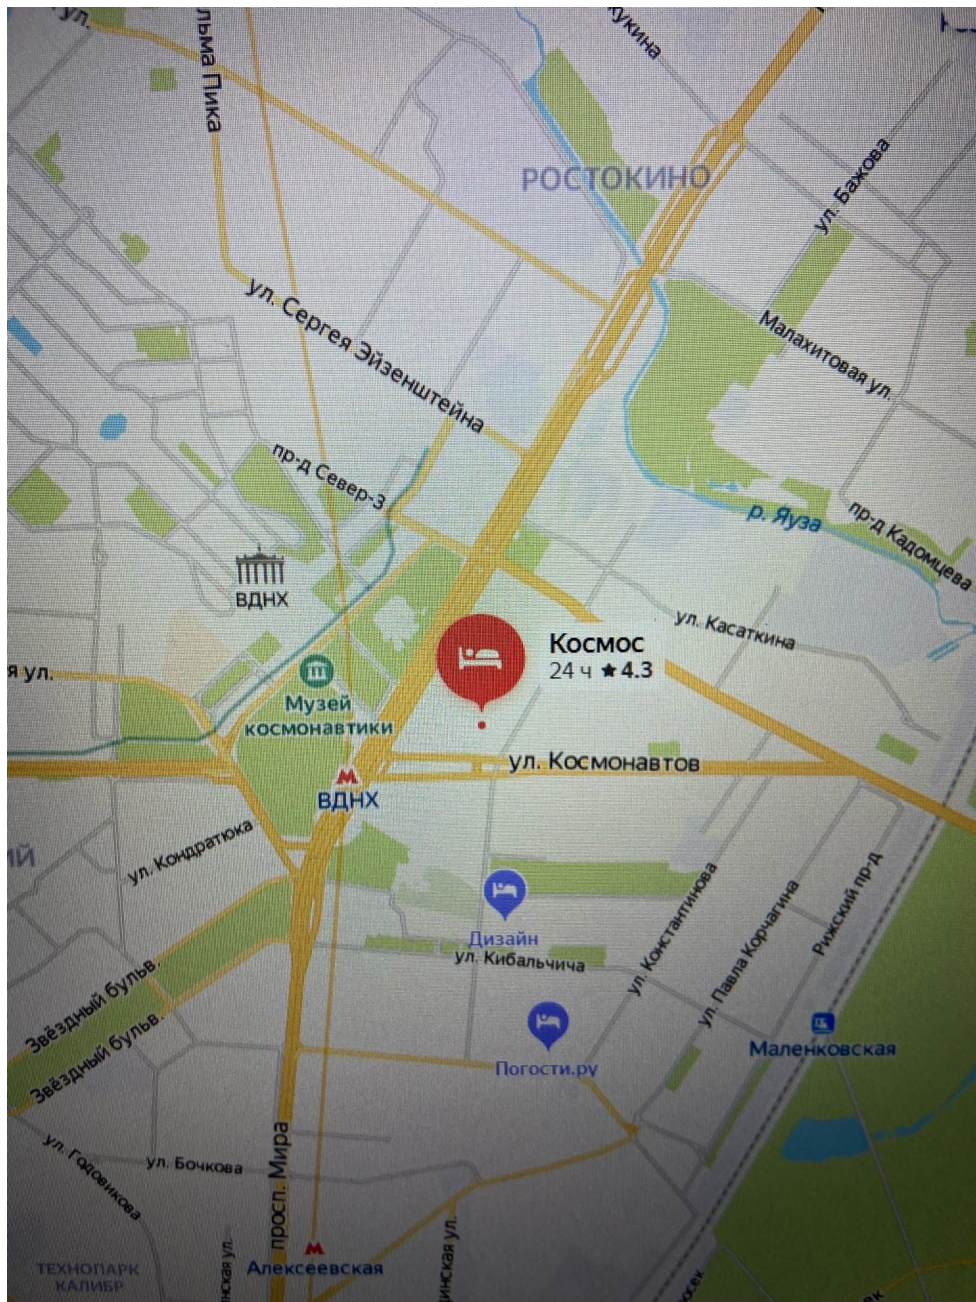 ул.
РОСТОКИНО
ул. Бажова
ул. Сергея Эйзенштейна
Малахитовая ул.
пр-д Север-3
р. Яуза
пр-д Кадомцева
ВДНХ
ул. Касаткина
Космос
24 ч ★ 4.3
я ул.
Музей
космонавтики
ул. Космонавтов
ВДНХ
ул. Кондратюка
ИЙ
Дизайн
ул. Кибальчича
ул. Константинова
ул. Павла Корчагина
Рижский пр-д
Звёздный бульв.
Звёздный бульв.
Маленковская
Погости.ру
просп. Мира
ул. Годовикова
ул. Бочкова
Алексеевская
ТЕХНОПАРК
КАЛИБР
льма Пика
укина
инская ул.